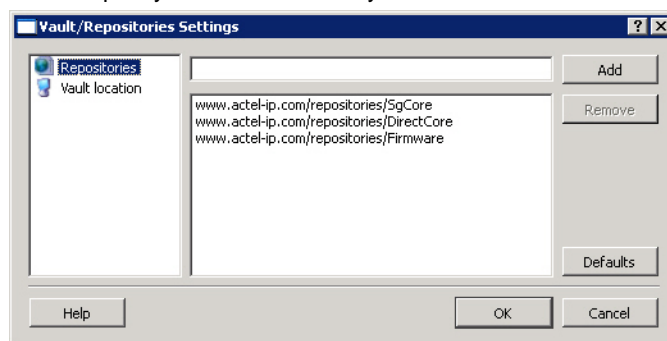 Vault/Repositories Settings
Repositories
Vault location
Add
www.actel-ip.com/repositories/SgCore
www.actel-ip.com/repositories/DirectCore
www.actel-ip.com/repositories/Firmware
Remove
Defaults
Help
OK
Cancel